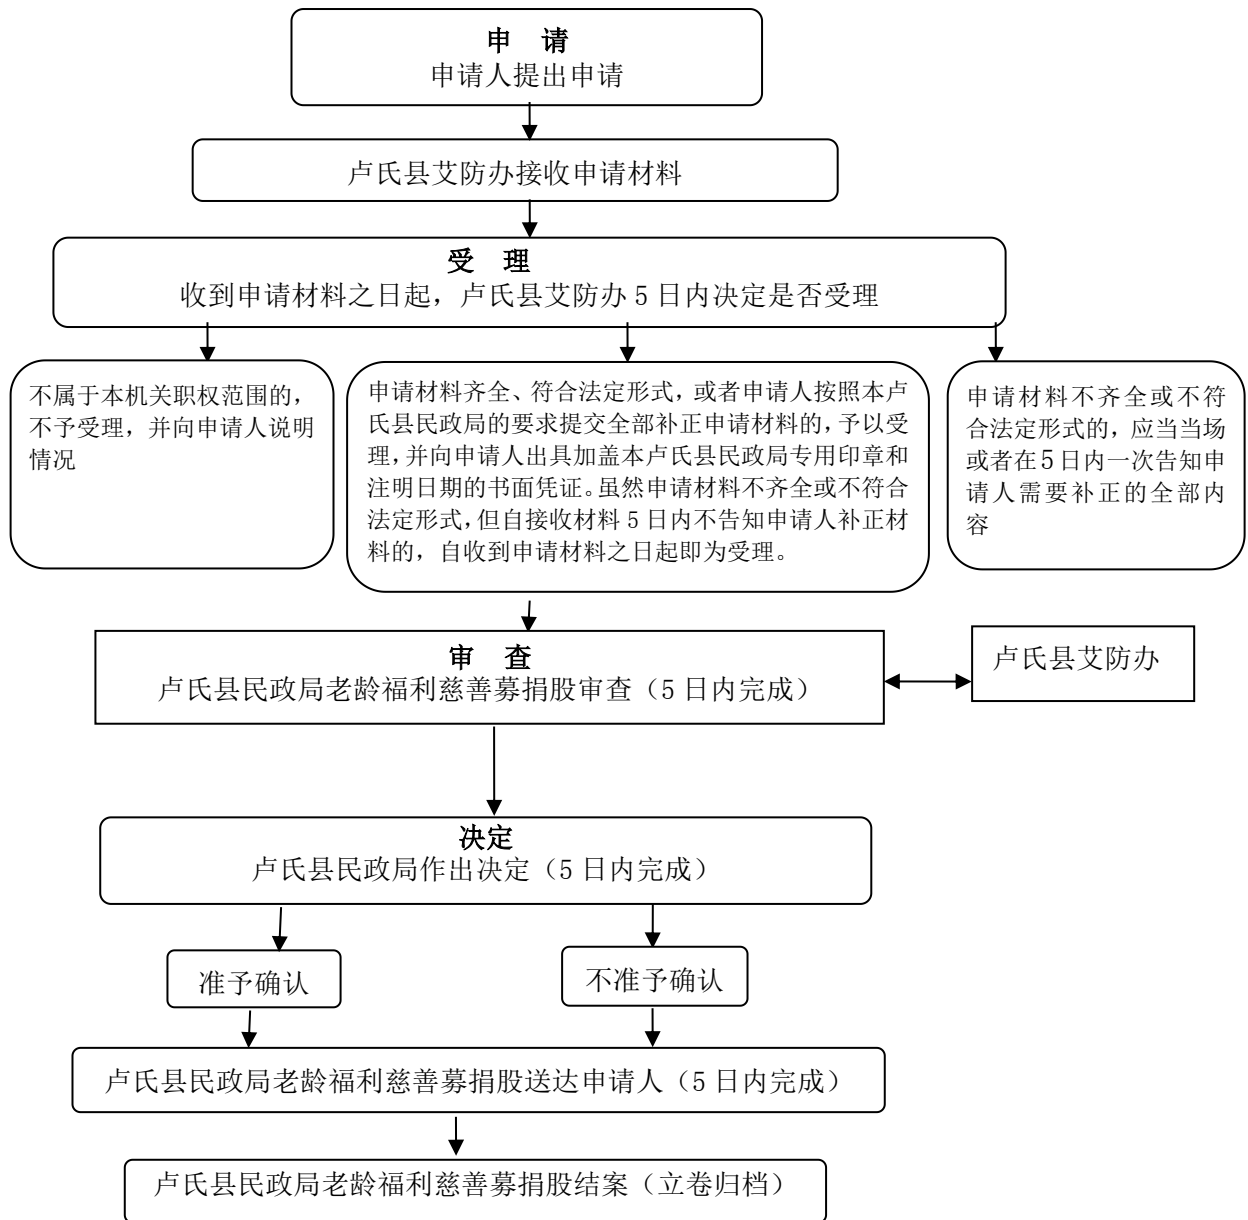 申 请
申请人提出申请
卢氏县艾防办接收申请材料
受 理
收到申请材料之日起，卢氏县艾防办 5 日内决定是否受理
不属于本机关职权范围的，
不予受理，并向申请人说明
情况
申请材料齐全、符合法定形式，或者申请人按照本卢
氏县民政局的要求提交全部补正申请材料的，予以受
理，并向申请人出具加盖本卢氏县民政局专用印章和
注明日期的书面凭证。虽然申请材料不齐全或不符合
法定形式，但自接收材料 5 日内不告知申请人补正材
料的，自收到申请材料之日起即为受理。
申请材料不齐全或不符
合法定形式的，应当当场
或者在 5 日内一次告知申
请人需要补正的全部内
容
审 查
卢氏县民政局老龄福利慈善募捐股审查（5 日内完成）
卢氏县艾防办
决定
卢氏县民政局作出决定（5 日内完成）
准予确认
不准予确认
卢氏县民政局老龄福利慈善募捐股送达申请人（5 日内完成）
卢氏县民政局老龄福利慈善募捐股结案（立卷归档）